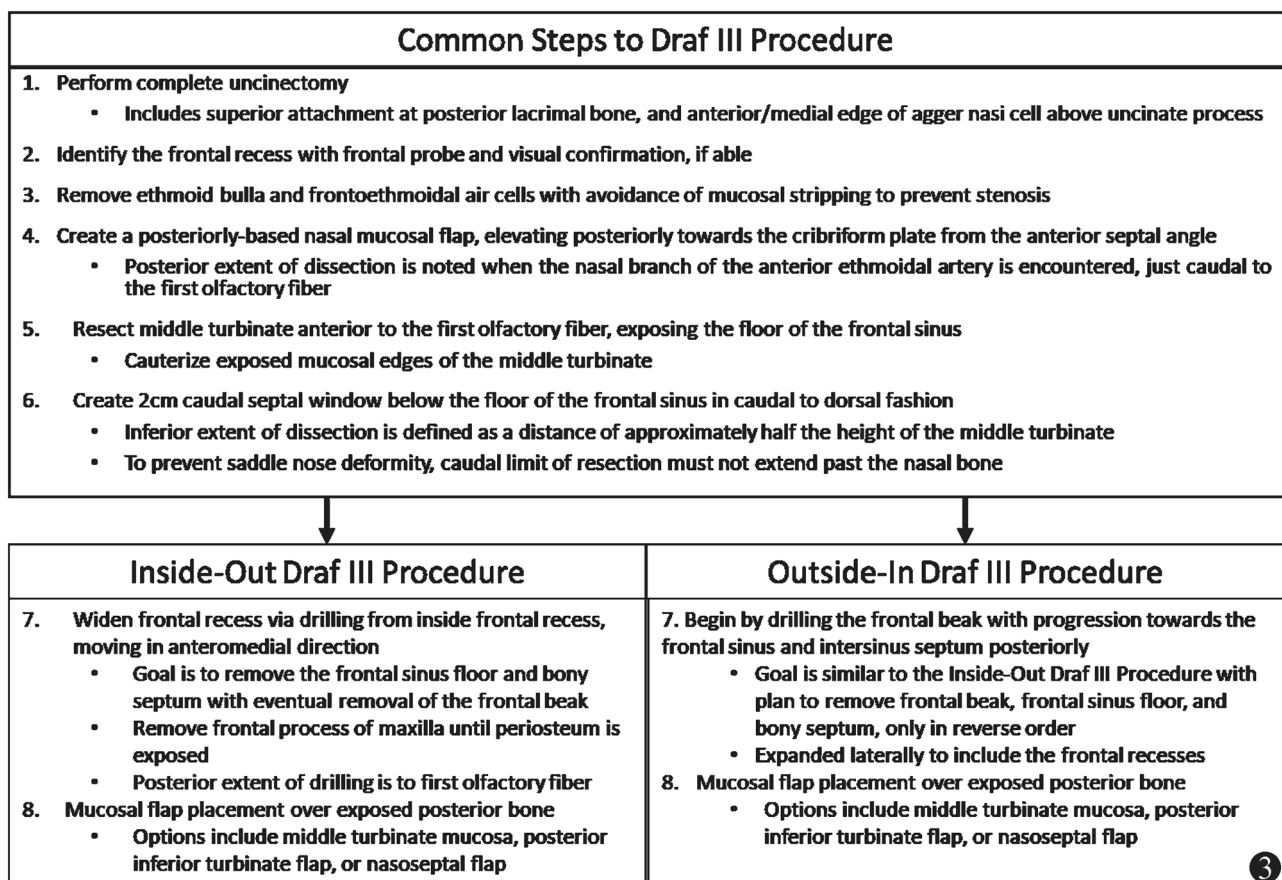 Common Steps to Draf III Procedure
1. Perform complete uncinectomy
• Includes superior attachment at posterior lacrimal bone, and anterior/medial edge of agger nasi cell above uncinate process
2. Identify the frontal recess with frontal probe and visual confirmation, if able
3. Remove ethmoid bulla and frontoethmoidal air cells with avoidance of mucosal stripping to prevent stenosis
4. Create a posteriorly-based nasal mucosal flap, elevating posteriorly towards the cribriform plate from the anterior septal angle
• Posterior extent of dissection is noted when the nasal branch of the anterior ethmoidal artery is encountered, just caudal to
the first olfactory fiber
5. Resect middle turbinate anterior to the first olfactory fiber, exposing the floor of the frontal sinus
• Cauterize exposed mucosal edges of the middle turbinate
6. Create 2cm caudal septal window below the floor of the frontal sinus in caudal to dorsal fashion
• Inferior extent of dissection is defined as a distance of approximately half the height of the middle turbinate
• To prevent saddle nose deformity, caudal limit of resection must not extend past the nasal bone
Inside-Out Draf III Procedure
7. Widen frontal recess via drilling from inside frontal recess,
moving in anteromedial direction
• Goal is to remove the frontal sinus floor and bony
septum with eventual removal of the frontal beak
• Remove frontal process of maxilla until periosteum is
exposed
• Posterior extent of drilling is to first olfactory fiber
8. Mucosal flap placement over exposed posterior bone
• Options include middle turbinate mucosa, posterior
inferior turbinate flap, or nasoseptal flap
Outside-In Draf III Procedure
7. Begin by drilling the frontal beak with progression towards the
frontal sinus and intersinus septum posteriorly
• Goal is similar to the Inside-Out Draf III Procedure with
plan to remove frontal beak, frontal sinus floor, and
bony septum, only in reverse order
• Expanded laterally to include the frontal recesses
8. Mucosal flap placement over exposed posterior bone
• Options include middle turbinate mucosa, posterior
inferior turbinate flap, or nasoseptal flap
3